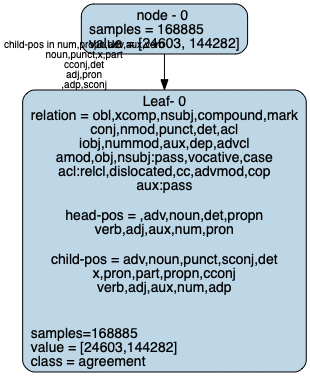 node - 0
samples = 168885
value = [24603, 144282]
child-pos in num,
noun,punct,x,part
cconj,det
adj,pron
,adp,sconj
Leaf- 0
relation = obl,xcomp,nsubj,compound,mark
conj,nmod,punct,det,acl
iobj,nummod,aux,dep,advcl
amod,obj,nsubj:pass,vocative,case
acl:relcl,dislocated,cc,advmod,cop
aux:pass
head-pos = ,adv,noun,det,propn
verb,adj,aux,num,pron
child-pos = adv,noun,punct,sconj,det
x,pron,part,propn,cconj
verb,adj,aux,num,adp
samples=168885
value = [24603,144282]
class = agreement